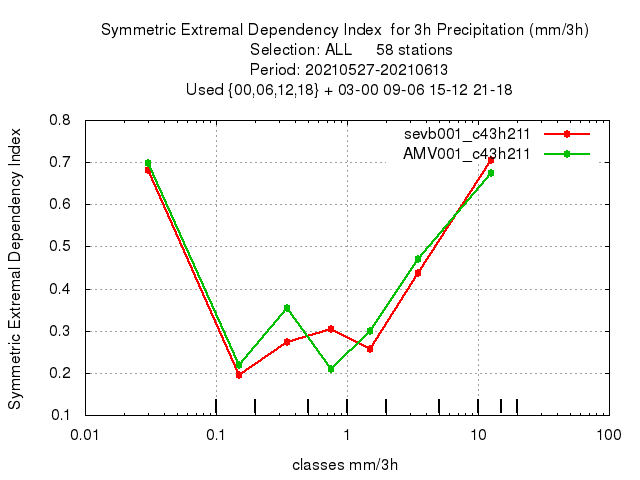 Symmetric Extremal Dependency Index  for 3h Precipitation (mm/3h)
Selection: ALL     58 stations
Period: 20210527-20210613
Used {00,06,12,18} + 03-00 09-06 15-12 21-18
sevb001_c43h211
AMV001_c43h211
Symmetric Extremal Dependency Index
0.8
0.7
0.6
0.5
0.4
0.3
0.2
0.1
0.01 0.1 1 10 100
classes mm/3h